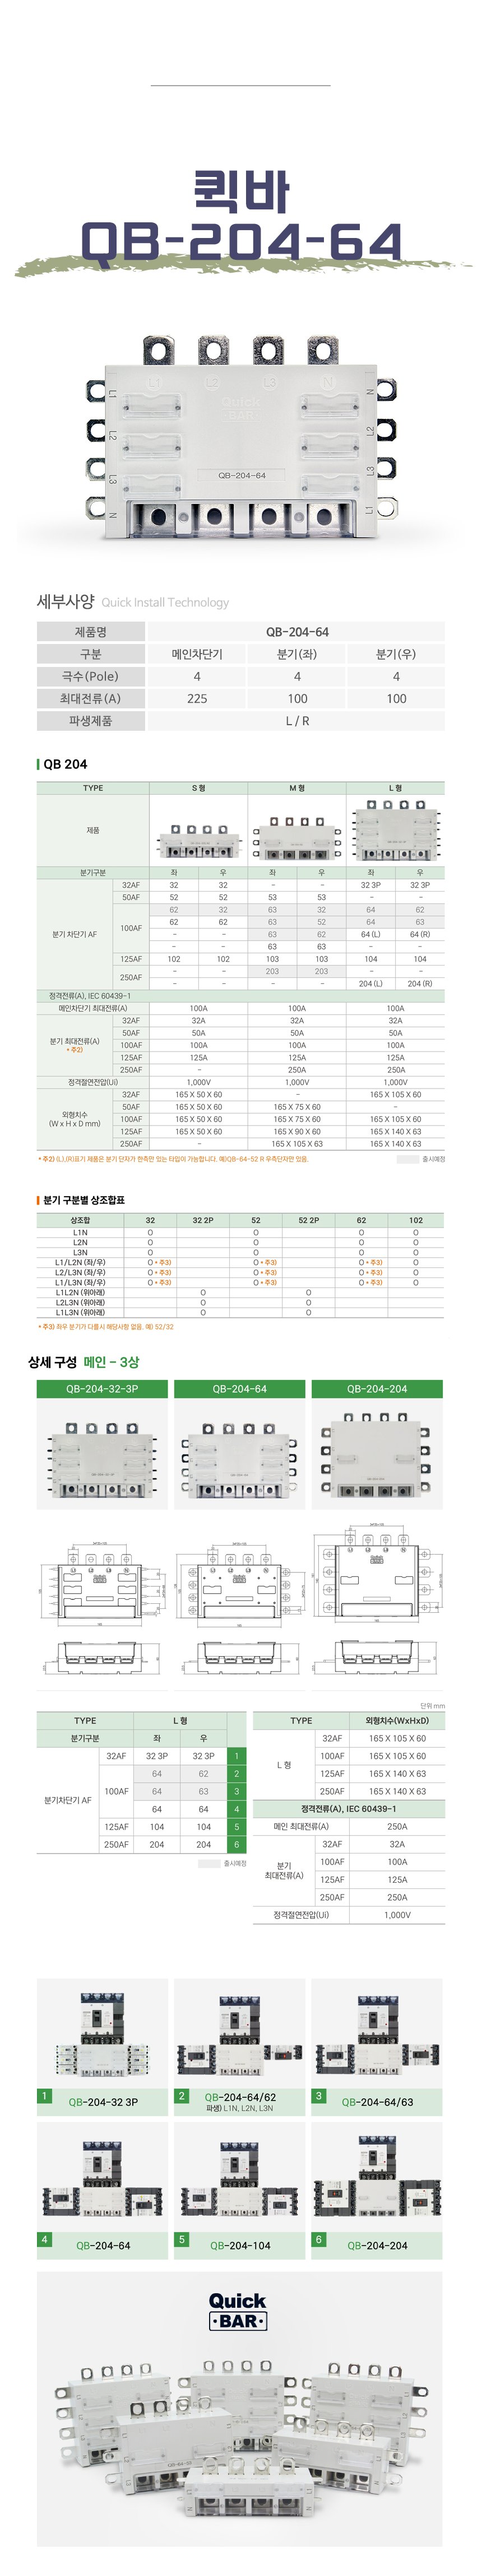 퀵바
QB-204-64
L1 L2 L3 N
Quick
BAR
L1 N
L2 L2
L3 L3
N L1
QB-204-64
세부사양 Quick Install Technology
제품명 QB-204-64
구분 메인차단기 분기(좌) 분기(우)
극수(Pole) 4 4 4
최대전류(A) 225 100 100
파생제품 L / R
QB 204
TYPE S 형 M 형 L 형
제품
분기구분 좌 우 좌 우 좌 우
분기 차단기 AF
32AF 32 32 - - 32 3P 32 3P
50AF 52 52 53 53 - -
100AF 62 32 63 32 64 62
62 62 63 52 64 63
- - 63 62 64 (L) 64 (R)
- - 63 63 - -
125AF 102 102 103 103 104 104
250AF - - 203 203 - -
- - - - 204 (L) 204 (R)
정격전류(A), IEC 60439-1
메인차단기 최대전류(A) 100A 100A 100A
분기 최대전류(A)
*주2)
32AF 32A 32A 32A
50AF 50A 50A 50A
100AF 100A 100A 100A
125AF 125A 125A 125A
250AF - 250A 250A
정격절연전압(Ui) 1,000V 1,000V 1,000V
외형치수
(W x H x D mm)
32AF 165 X 50 X 60 - 165 X 105 X 60
50AF 165 X 50 X 60 165 X 75 X 60 -
100AF 165 X 50 X 60 165 X 75 X 60 165 X 105 X 60
125AF 165 X 50 X 60 165 X 90 X 60 165 X 140 X 63
250AF - 165 X 105 X 63 165 X 140 X 63
*주2) (L),(R)표기 제품은 분기 단자가 한측만 있는 타입이 가능합니다. 예)QB-64-52 R 우측단자만 있음.
출시예정
분기 구분별 상조합표
상조합 32 32 2P 52 52 2P 62 102
L1N O O O O
L2N O O O O
L3N O O O O
L1/L2N (좌/우) O *주3) O *주3) O *주3) O
L2/L3N (좌/우) O *주3) O *주3) O *주3) O
L1/L3N (좌/우) O *주3) O *주3) O *주3) O
L1L2N (위아래) O O
L2L3N (위아래) O O
L1L3N (위아래) O O
*주3) 좌우 분기가 다를시 해당사항 없음. 예) 52/32
상세 구성 메인 - 3상
QB-204-32-3P QB-204-64 QB-204-204
단위 mm
TYPE L 형
분기구분 좌 우
분기차단기 AF
32AF 32 3P 32 3P 1
100AF 64 62 2
64 63 3
64 64 4
125AF 104 104 5
250AF 204 204 6
출시예정
TYPE 외형치수(WxHxD)
L 형
32AF 165 X 105 X 60
100AF 165 X 105 X 60
125AF 165 X 140 X 63
250AF 165 X 140 X 63
정격전류(A), IEC 60439-1
메인 최대전류(A) 250A
분기
최대전류(A)
32AF 32A
100AF 100A
125AF 125A
250AF 250A
정격절연전압(Ui) 1,000V
1 QB-204-32 3P
2 QB-204-64/62
파생) L1N, L2N, L3N
3 QB-204-64/63
4 QB-204-64
5 QB-204-104
6 QB-204-204
Quick
·BAR·